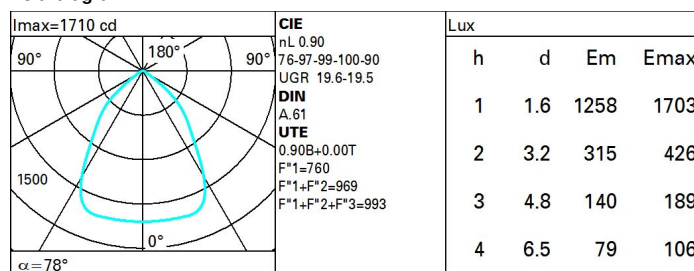 Imax=1710 cd
90°
180°
90°
1500
0°
α=78°
CIE
nL 0.90
76-97-99-100-90
UGR 19.6-19.5
DIN
A.61
UTE
0.90B+0.00T
F"1=760
F"1+F"2=969
F"1+F"2+F"3=993
Lux
h d Em Emax
1 1.6 1258 1703
2 3.2 315 426
3 4.8 140 189
4 6.5 79 106